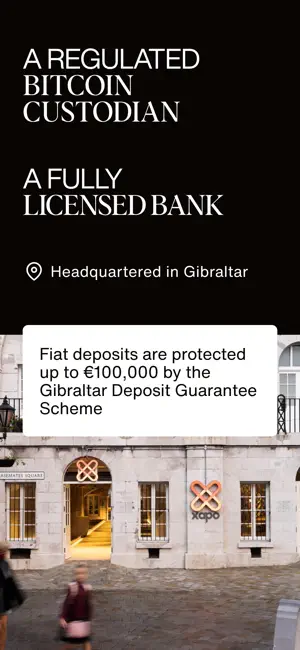 A REGULATED
BITCOIN
CUSTODIAN
A FULLY
LICENSED BANK
Headquartered in Gibraltar
Fiat deposits are protected
up to €100,000 by the
Gibraltar Deposit Guarantee
Scheme
SQUARE
xapo